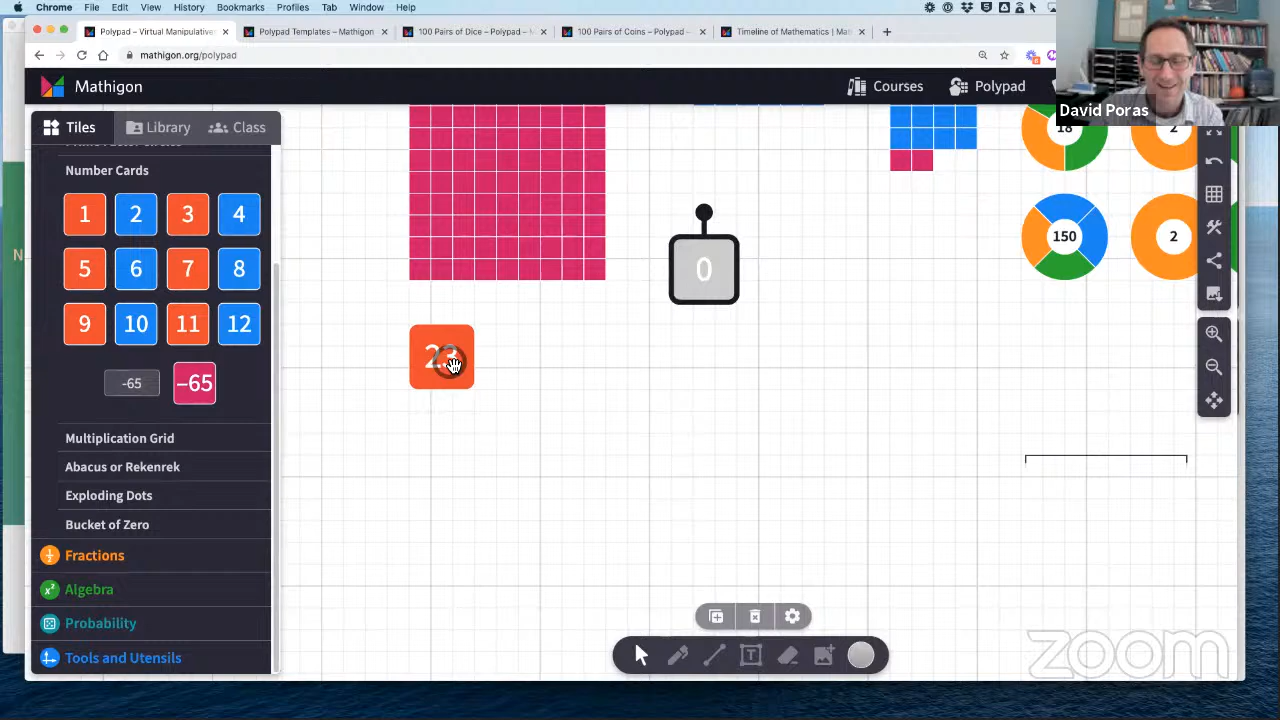 Chrome File Edit View History Bookmarks Profiles Tab Window Help
Polypad – Virtual Manipulative
Polypad Templates – Mathigon
100 Pairs of Dice – Polypad –
100 Pairs of Coins – Polypad –
Timeline of Mathematics | Mat
mathigon.org/polypad
Mathigon
Courses
Polypad
David Poras
Tiles
Library
Class
Number Cards
1 2 3 4
5 6 7 8
9 10 11 12
-65 –65
Multiplication Grid
Abacus or Rekenrek
Exploding Dots
Bucket of Zero
Fractions
Algebra
Probability
Tools and Utensils
0
23
18
2
150
2
N
T
zoom